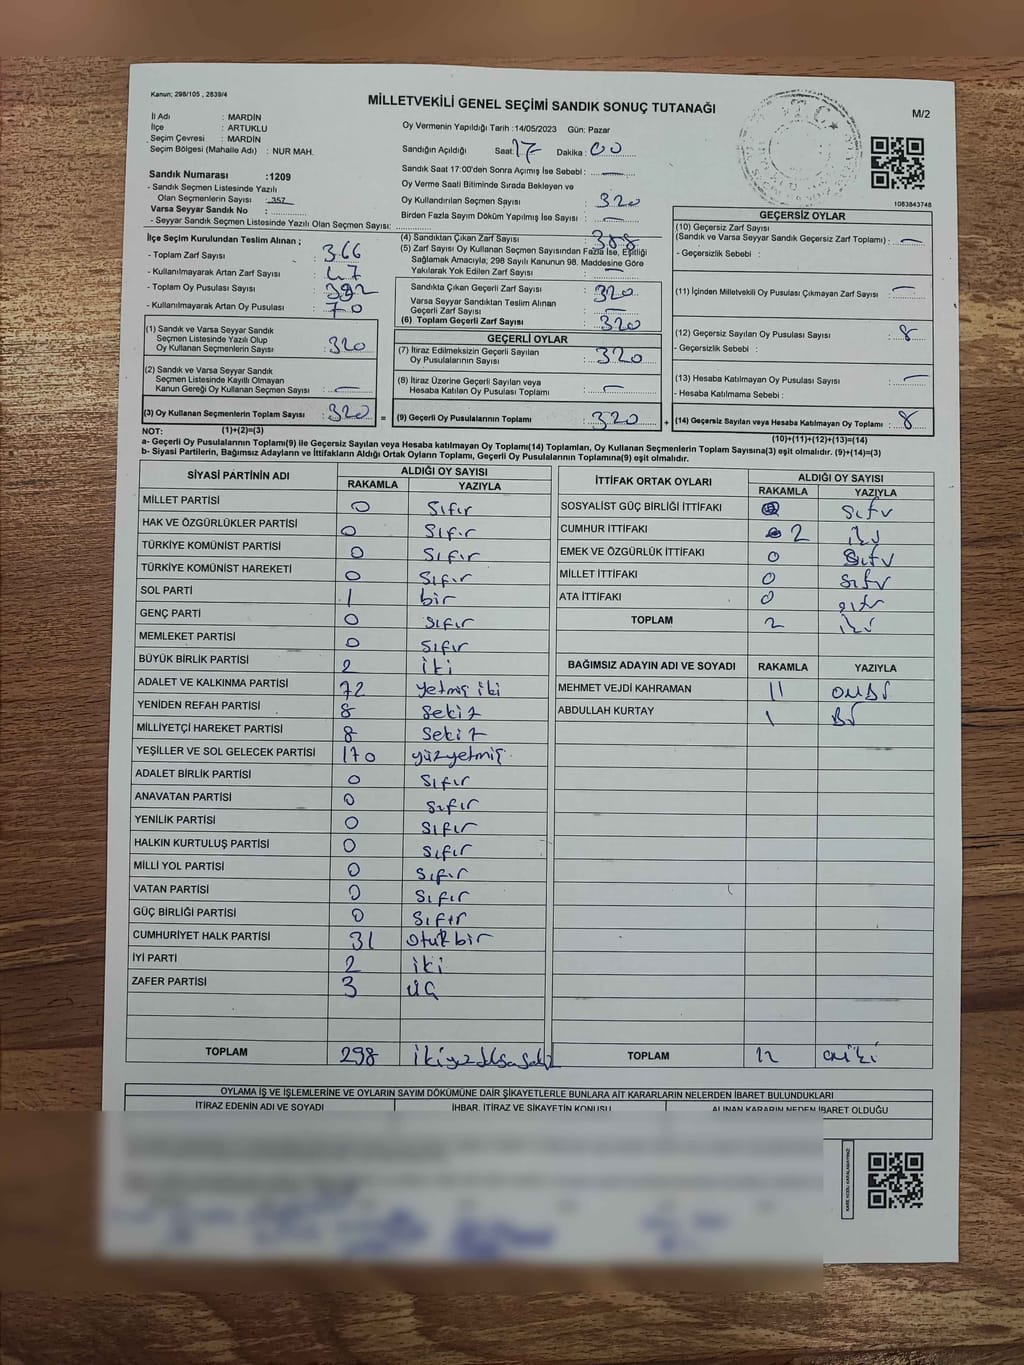 Kanun; 298/105 , 2839/4
MİLLETVEKİLİ GENEL SEÇİMİ SANDIK SONUÇ TUTANAĞI
M/2
İl Adı : MARDİN
İlçe : ARTUKLU
Seçim Çevresi : MARDİN
Seçim Bölgesi (Mahalle Adı) : NUR MAH.
Oy Vermenin Yapıldığı Tarih :14/05/2023 Gün: Pazar
Sandığın Açıldığı Saat: 17 Dakika : 00
Sandık Saat 17:00'den Sonra Açımış İse Sebebi : —
Oy Verme Saati Bitiminde Sırada Bekleyen ve
Oy Kullandırılan Seçmen Sayısı : 320
Birden Fazla Sayım Döküm Yapılmış İse Sayısı : —
1083843748
Sandık Numarası :1209
- Sandık Seçmen Listesinde Yazılı
Olan Seçmenlerin Sayısı : 357
Varsa Seyyar Sandık No :
- Seyyar Sandık Seçmen Listesinde Yazılı Olan Seçmen Sayısı:
İlçe Seçim Kurulundan Teslim Alınan ;
- Toplam Zarf Sayısı : 366
- Kullanılmayarak Artan Zarf Sayısı : 47
- Toplam Oy Pusulası Sayısı :
- Kullanılmayarak Artan Oy Pusulası : 70
(1) Sandık ve Varsa Seyyar Sandık
Seçmen Listesinde Yazılı Olup
Oy Kullanan Seçmenlerin Sayısı : 320
(2) Sandık ve Varsa Seyyar Sandık
Seçmen Listesinde Kayıtlı Olmayan
Kanun Gereği Oy Kullanan Seçmen Sayısı : —
(3) Oy Kullanan Seçmenlerin Toplam Sayısı : 320 =
(1)+(2)=(3)
(4) Sandıktan Çıkan Zarf Sayısı :
(5) Zarf Sayısı Oy Kullanan Seçmen Sayısından Fazla İse, Eşitliği
Sağlamak Amacıyla; 298 Sayılı Kanunun 98. Maddesine Göre
Yakılarak Yok Edilen Zarf Sayısı : —
Sandıkta Çıkan Geçerli Zarf Sayısı : 320
Varsa Seyyar Sandıktan Teslim Alınan
Geçerli Zarf Sayısı : —
(6) Toplam Geçerli Zarf Sayısı : 320
GEÇERLİ OYLAR
(7) İtiraz Edilmeksizin Geçerli Sayılan
Oy Pusulalarının Sayısı : 320
(8) İtiraz Üzerine Geçerli Sayılan veya
Hesaba Katılan Oy Pusulası Toplamı : —
(9) Geçerli Oy Pusulalarının Toplamı : 320 +
GEÇERSİZ OYLAR
(10) Geçersiz Zarf Sayısı
(Sandık ve Varsa Seyyar Sandık Geçersiz Zarf Toplamı) : —
- Geçersizlik Sebebi :
(11) İçinden Milletvekili Oy Pusulası Çıkmayan Zarf Sayısı : —
(12) Geçersiz Sayılan Oy Pusulası Sayısı : 8
- Geçersizlik Sebebi :
(13) Hesaba Katılmayan Oy Pusulası Sayısı : —
- Hesaba Katılmama Sebebi :
(14) Geçersiz Sayılan veya Hesaba Katılmayan Oy Toplamı : 8
(10)+(11)+(12)+(13)=(14)
NOT:
a- Geçerli Oy Pusulalarının Toplamı(9) ile Geçersiz Sayılan veya Hesaba katılmayan Oy Toplamı(14) Toplamları, Oy Kullanan Seçmenlerin Toplam Sayısına(3) eşit olmalıdır. (9)+(14)=(3)
b- Siyasi Partilerin, Bağımsız Adayların ve İttifakların Aldığı Ortak Oyların Toplamı, Geçerli Oy Pusulalarının Toplamına(9) eşit olmalıdır.
SİYASİ PARTİNİN ADI ALDIĞI OY SAYISI
RAKAMLA YAZIYLA
MİLLET PARTİSİ 0 Sıfır
HAK VE ÖZGÜRLÜKLER PARTİSİ 0 Sıfır
TÜRKİYE KOMÜNİST PARTİSİ 0 Sıfır
TÜRKİYE KOMÜNİST HAREKETİ 0 Sıfır
SOL PARTİ 1 bir
GENÇ PARTİ 0 Sıfır
MEMLEKET PARTİSİ 0 Sıfır
BÜYÜK BİRLİK PARTİSİ 2 iki
ADALET VE KALKINMA PARTİSİ 72 yetmiş iki
YENİDEN REFAH PARTİSİ 8 Sekiz
MİLLİYETÇİ HAREKET PARTİSİ 8 Sekiz
YEŞİLLER VE SOL GELECEK PARTİSİ 170 yüzyetmiş
ADALET BİRLİK PARTİSİ 0 Sıfır
ANAVATAN PARTİSİ 0 Sıfır
YENİLİK PARTİSİ 0 Sıfır
HALKIN KURTULUŞ PARTİSİ 0 Sıfır
MİLLİ YOL PARTİSİ 0 Sıfır
VATAN PARTİSİ 0 Sıfır
GÜÇ BİRLİĞİ PARTİSİ 0 Sıfır
CUMHURİYET HALK PARTİSİ 31 otuzbir
İYİ PARTİ 2 iki
ZAFER PARTİSİ 3 üç
TOPLAM 298
İTTİFAK ORTAK OYLARI ALDIĞI OY SAYISI
RAKAMLA YAZIYLA
SOSYALİST GÜÇ BİRLİĞİ İTTİFAKI sıfır
CUMHUR İTTİFAKI 2 iki
EMEK VE ÖZGÜRLÜK İTTİFAKI 0 sıfır
MİLLET İTTİFAKI 0 sıfır
ATA İTTİFAKI 0 sıfır
TOPLAM 2 iki
BAĞIMSIZ ADAYIN ADI VE SOYADI RAKAMLA YAZIYLA
MEHMET VEJDİ KAHRAMAN 11 onbir
ABDULLAH KURTAY 1 Bir
TOPLAM 12 oniki
OYLAMA İŞ VE İŞLEMLERİNE VE OYLARIN SAYIM DÖKÜMÜNE DAİR ŞİKAYETLERLE BUNLARA AİT KARARLARIN NELERDEN İBARET BULUNDUKLARI
İTİRAZ EDENİN ADI VE SOYADI İHBAR, İTİRAZ VE ŞİKAYETİN KONUSU ALINAN KARARIN NEDEN İBARET OLDUĞU
KARE KODU KARALAMAYINIZ